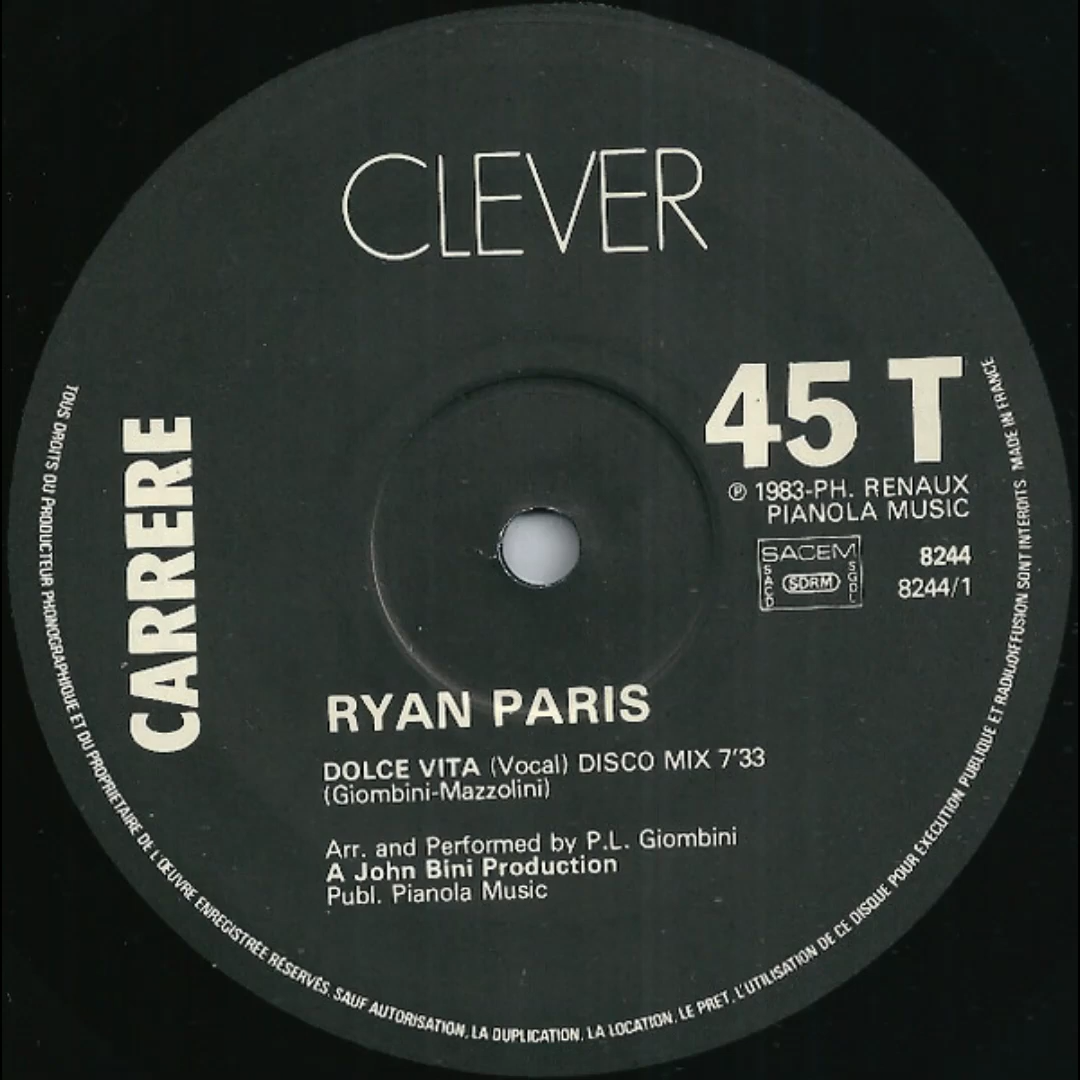 CLEVER
CARRERE
45 T
℗ 1983-PH. RENAUX
PIANOLA MUSIC
SACEM
SACD
SDRM
SGDL
8244
8244/1
RYAN PARIS
DOLCE VITA (Vocal) DISCO MIX 7'33
(Giombini-Mazzolini)
Arr. and Performed by P.L. Giombini
A John Bini Production
Publ. Pianola Music
TOUS DROITS DU PRODUCTEUR PHONOGRAPHIQUE ET DU PROPRIETAIRE DE L'ŒUVRE ENREGISTRÉE RÉSERVÉS. SAUF AUTORISATION, LA DUPLICATION, LA LOCATION, LE PRET, L'UTILISATION DE CE DISQUE POUR EXECUTION PUBLIQUE ET RADIODIFFUSION SONT INTERDITS MADE IN FRANCE